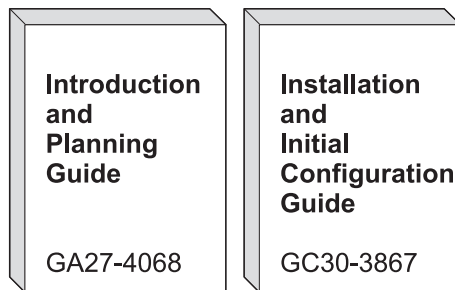 Introduction
and
Planning
Guide
GA27-4068
Installation
and
Initial
Configuration
Guide
GC30-3867